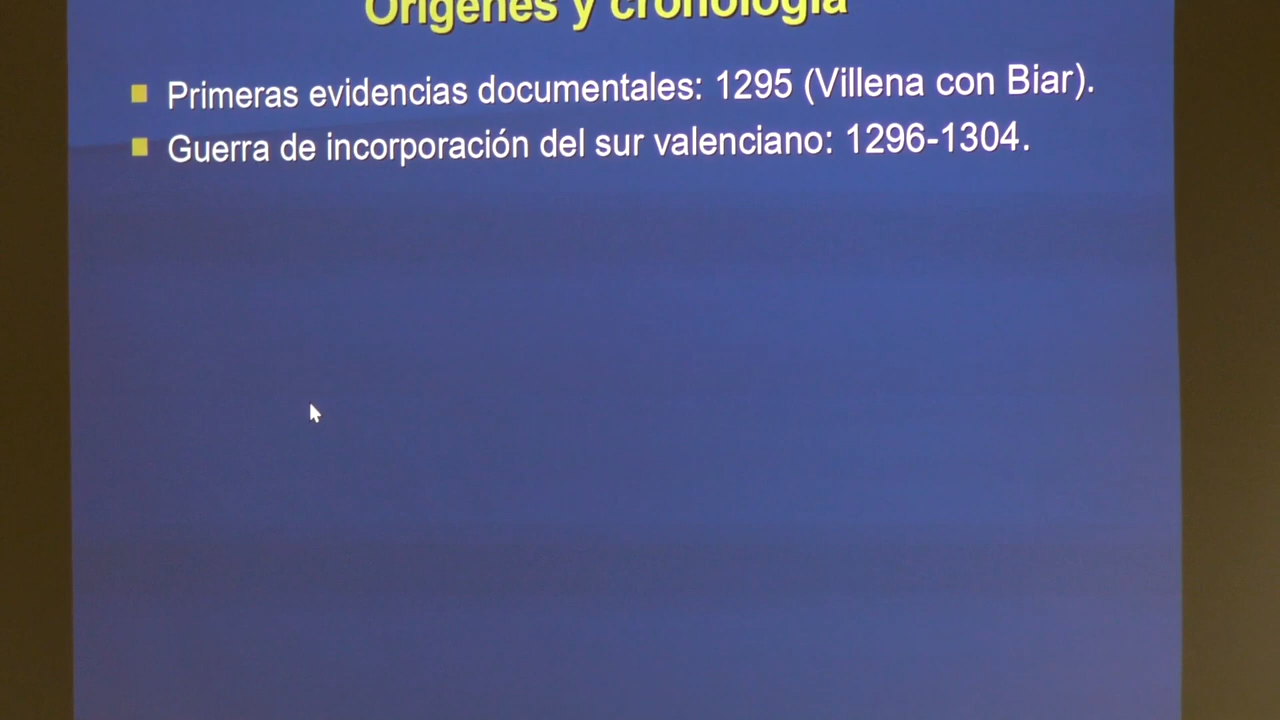 Orígenes y cronología
Primeras evidencias documentales: 1295 (Villena con Biar).
Guerra de incorporación del sur valenciano: 1296-1304.